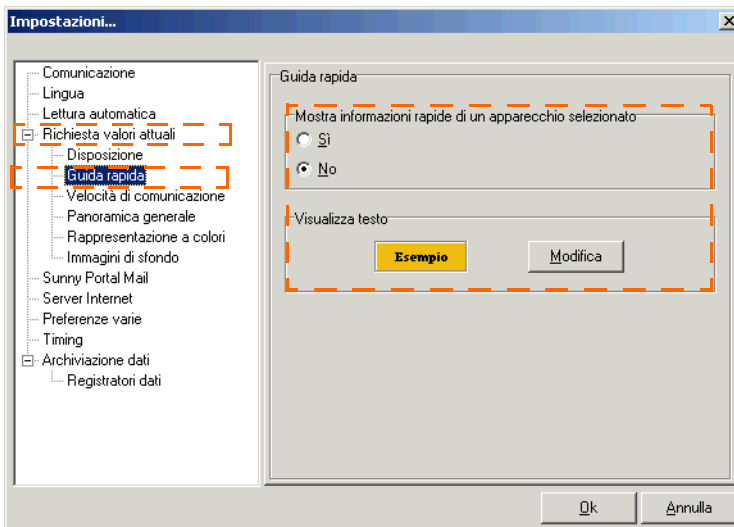 Impostazioni...
Comunicazione
Lingua
Lettura automatica
Richiesta valori attuali
Disposizione
Guida rapida
Velocità di comunicazione
Panoramica generale
Rappresentazione a colori
Immagini di sfondo
Sunny Portal Mail
Server Internet
Preferenze varie
Timing
Archiviazione dati
Registratori dati
Guida rapida
Mostra informazioni rapide di un apparecchio selezionato
Sì
No
Visualizza testo
Esempio
Modifica
Ok
Annulla